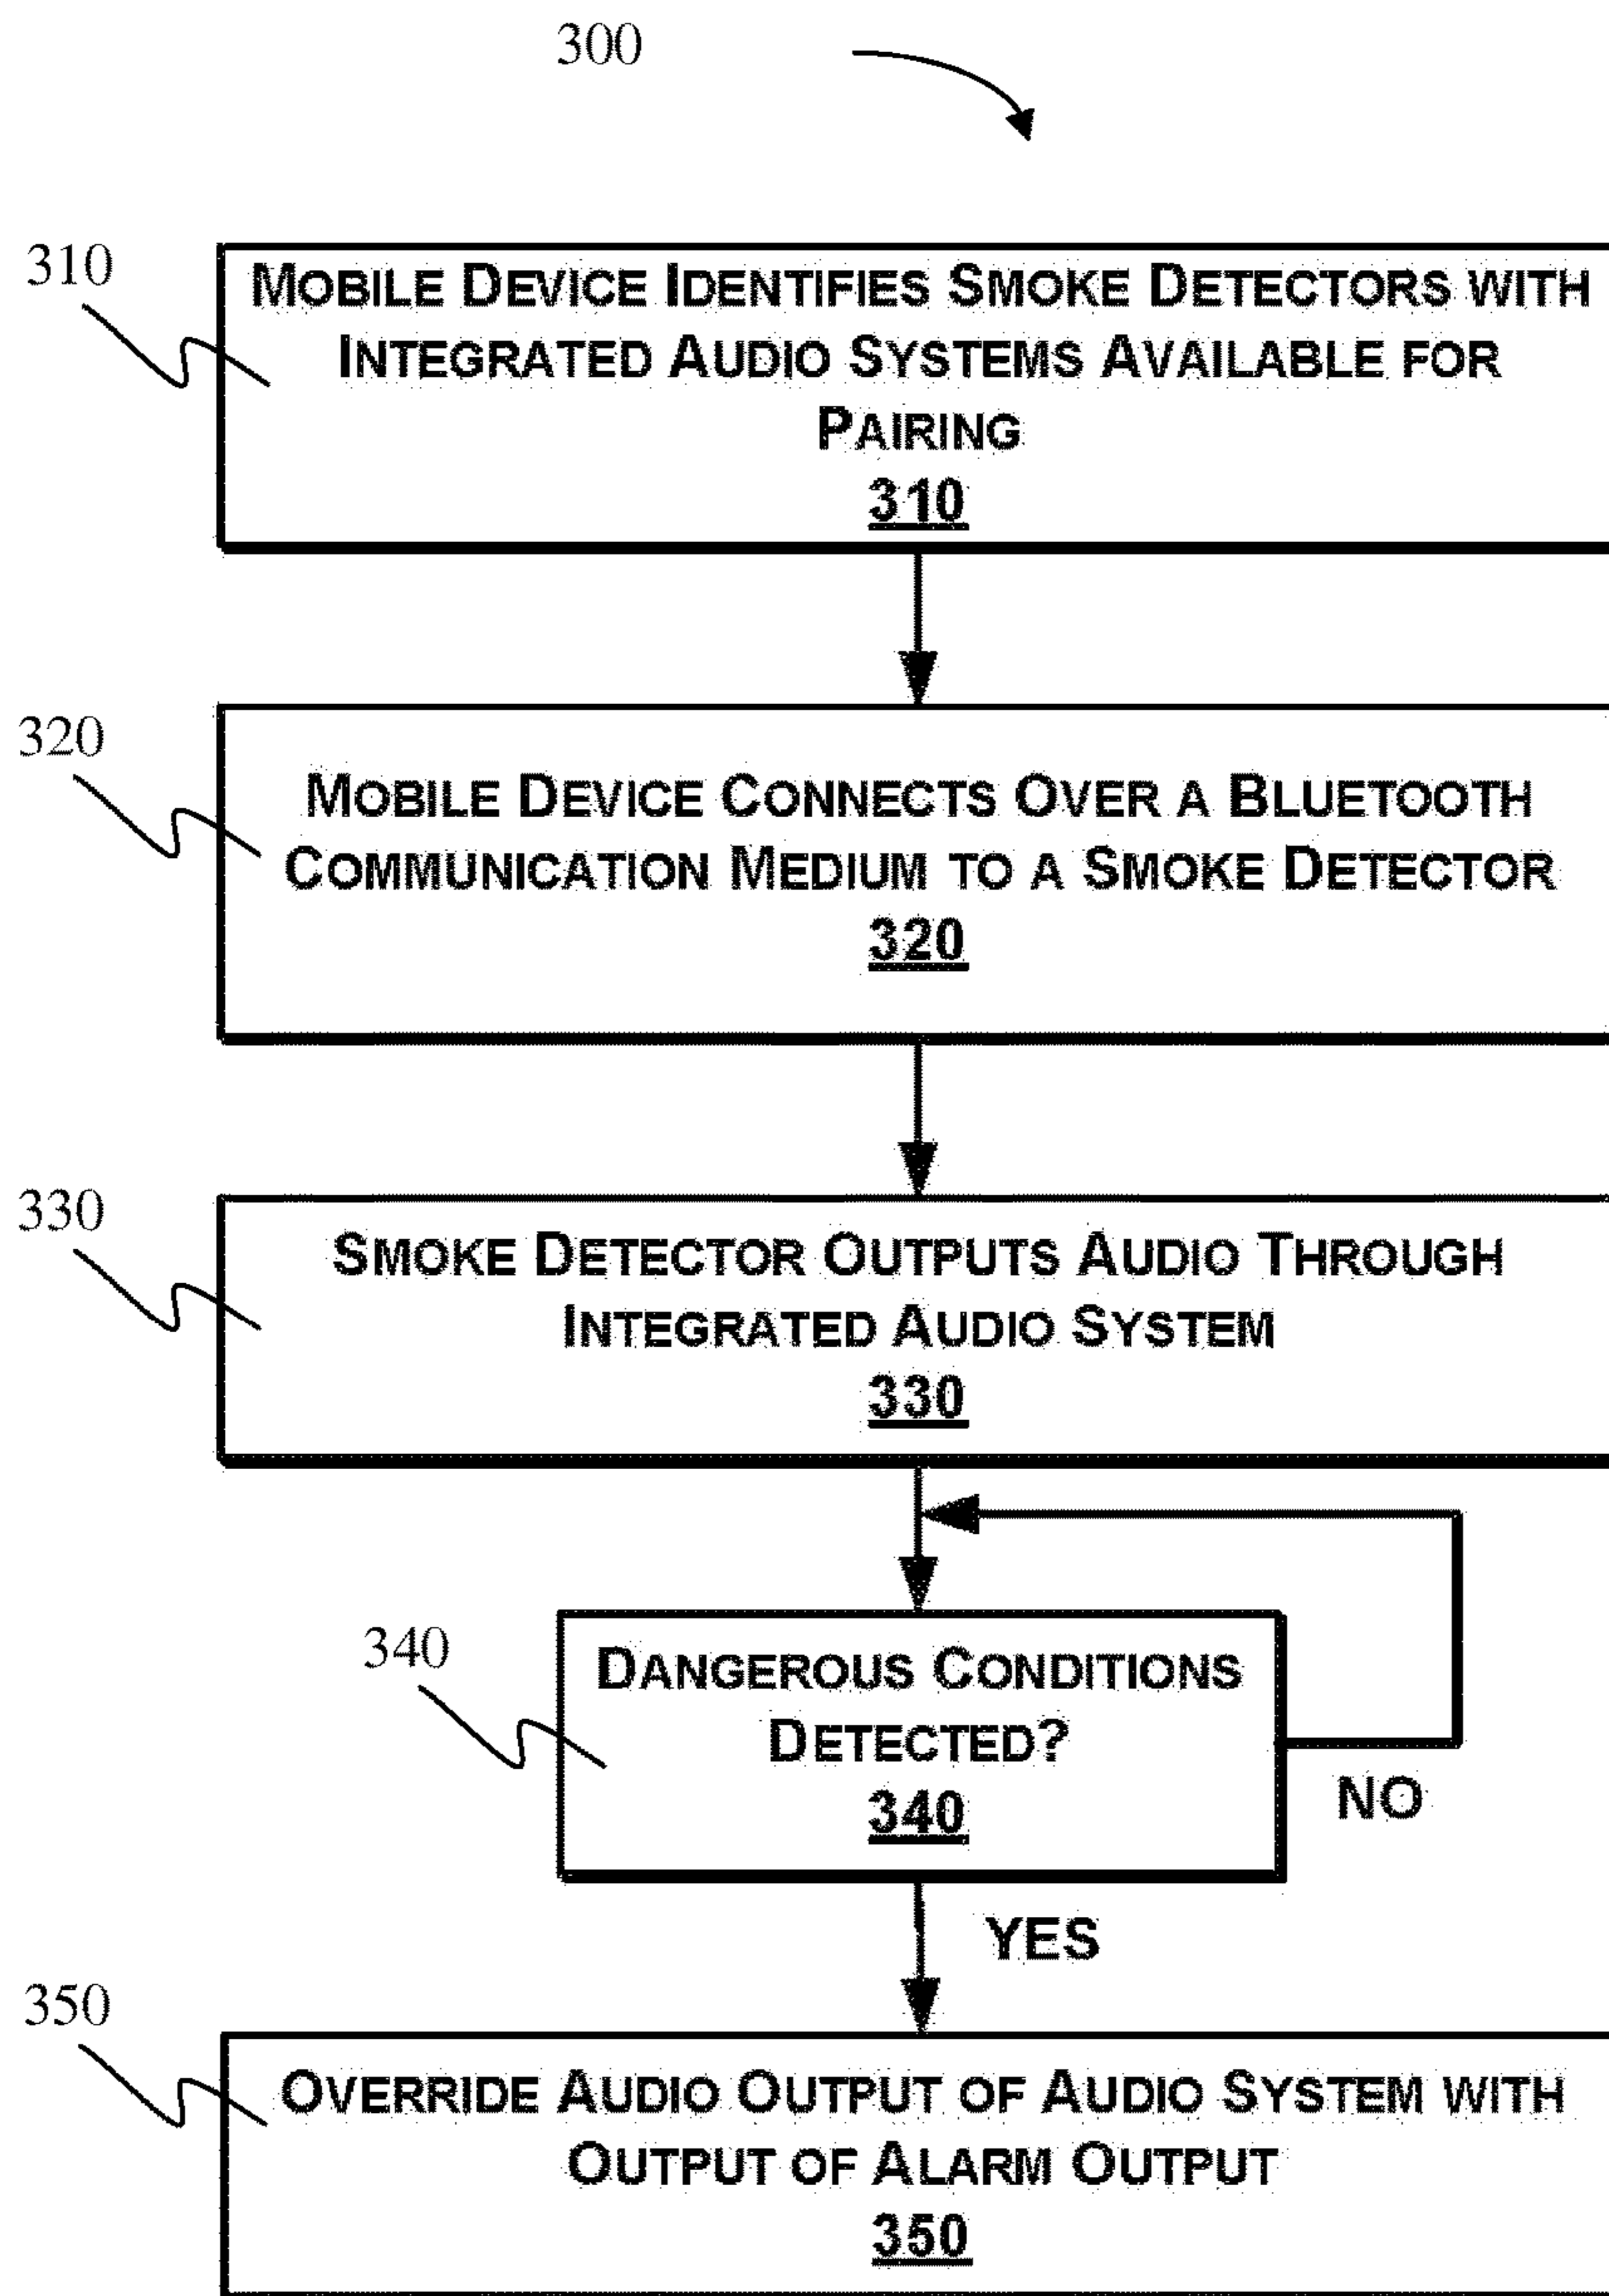 300
310
MOBILE DEVICE IDENTIFIES SMOKE DETECTORS WITH
INTEGRATED AUDIO SYSTEMS AVAILABLE FOR
PAIRING
310
320
MOBILE DEVICE CONNECTS OVER A BLUETOOTH
COMMUNICATION MEDIUM TO A SMOKE DETECTOR
320
330
SMOKE DETECTOR OUTPUTS AUDIO THROUGH
INTEGRATED AUDIO SYSTEM
330
340
DANGEROUS CONDITIONS
DETECTED?
340
NO
YES
350
OVERRIDE AUDIO OUTPUT OF AUDIO SYSTEM WITH
OUTPUT OF ALARM OUTPUT
350